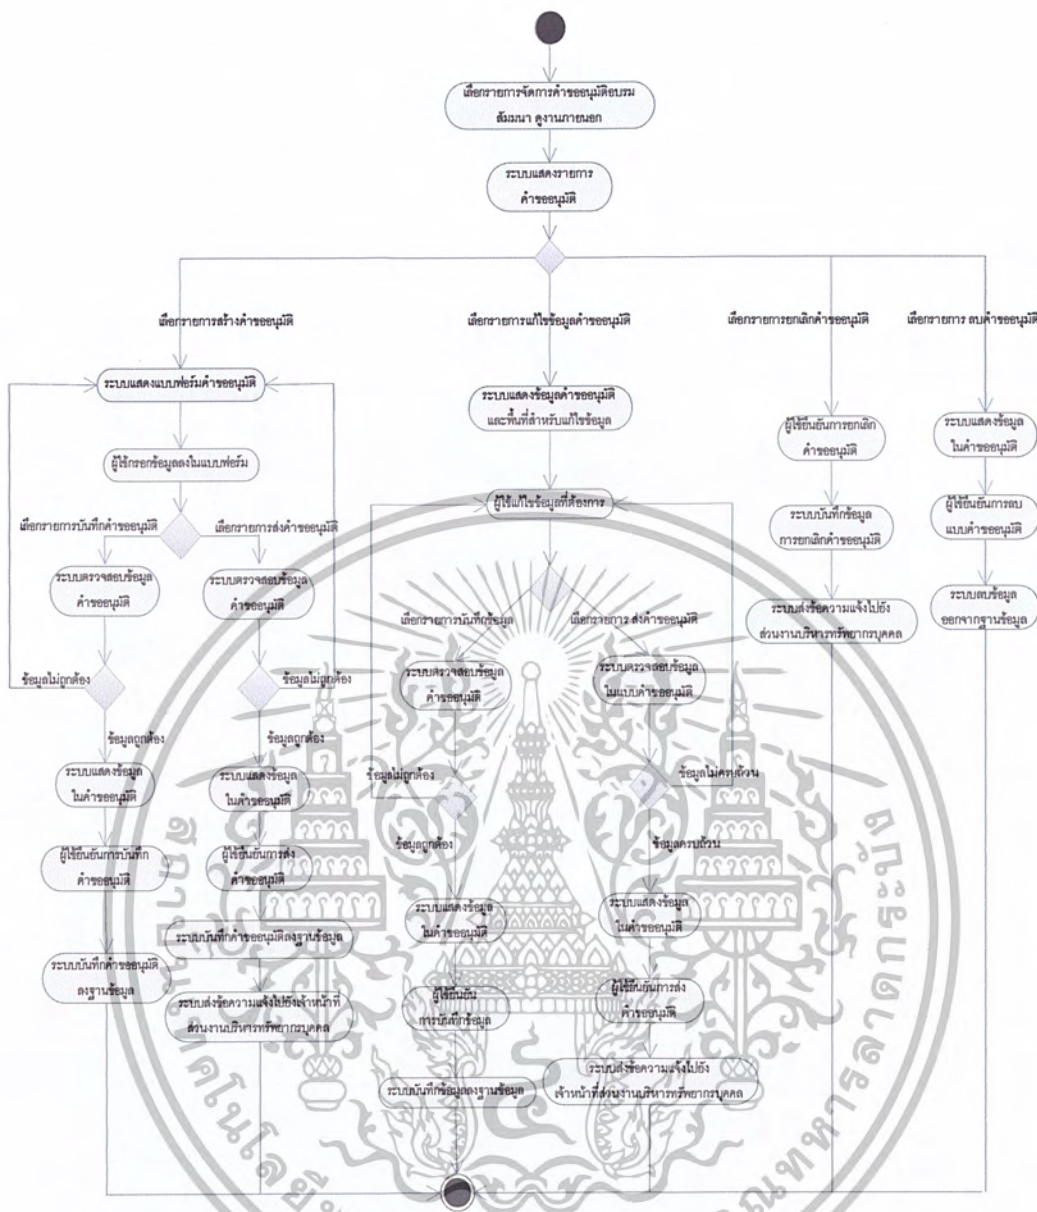 เลือกรายการจัดการคำขออนุมัติอบรม
สัมมนา ดูงานภายนอก
ระบบแสดงรายการ
คำขออนุมัติ
เลือกรายการสร้างคำขออนุมัติ
เลือกรายการแก้ไขข้อมูลคำขออนุมัติ
เลือกรายการยกเลิกคำขออนุมัติ
เลือกรายการ ลบคำขออนุมัติ
ระบบแสดงแบบฟอร์มคำขออนุมัติ
ผู้ใช้กรอกข้อมูลลงในแบบฟอร์ม
เลือกรายการบันทึกคำขออนุมัติ
เลือกรายการส่งคำขออนุมัติ
ระบบตรวจสอบข้อมูล
คำขออนุมัติ
ระบบตรวจสอบข้อมูล
คำขออนุมัติ
ข้อมูลไม่ถูกต้อง
ข้อมูลไม่ถูกต้อง
ข้อมูลถูกต้อง
ข้อมูลถูกต้อง
ระบบแสดงข้อมูล
ในคำขออนุมัติ
ระบบแสดงข้อมูล
ในคำขออนุมัติ
ผู้ใช้ยืนยันการบันทึก
คำขออนุมัติ
ผู้ใช้ยืนยันการส่ง
คำขออนุมัติ
ระบบบันทึกคำขออนุมัติ
ลงฐานข้อมูล
ระบบบันทึกคำขออนุมัติลงฐานข้อมูล
ระบบส่งข้อความแจ้งไปยังเจ้าหน้าที่
ส่วนงานบริหารทรัพยากรบุคคล
ระบบแสดงข้อมูลคำขออนุมัติ
และพื้นที่สำหรับแก้ไขข้อมูล
ผู้ใช้แก้ไขข้อมูลที่ต้องการ
เลือกรายการบันทึกข้อมูล
เลือกรายการ ส่งคำขออนุมัติ
ระบบตรวจสอบข้อมูล
คำขออนุมัติ
ระบบตรวจสอบข้อมูล
ในแบบคำขออนุมัติ
ข้อมูลไม่ถูกต้อง
ข้อมูลไม่ครบถ้วน
ข้อมูลถูกต้อง
ข้อมูลครบถ้วน
ระบบแสดงข้อมูล
ในคำขออนุมัติ
ระบบแสดงข้อมูล
ในคำขออนุมัติ
ผู้ใช้ยืนยัน
การบันทึกข้อมูล
ผู้ใช้ยืนยันการส่ง
คำขออนุมัติ
ระบบบันทึกข้อมูลลงฐานข้อมูล
ระบบส่งข้อความแจ้งไปยัง
เจ้าหน้าที่ส่วนงานบริหารทรัพยากรบุคคล
ผู้ใช้ยืนยันการยกเลิก
คำขออนุมัติ
ระบบบันทึกข้อมูล
การยกเลิกคำขออนุมัติ
ระบบส่งข้อความแจ้งไปยัง
ส่วนงานบริหารทรัพยากรบุคคล
ระบบแสดงข้อมูล
ในคำขออนุมัติ
ผู้ใช้ยืนยันการลบ
แบบคำขออนุมัติ
ระบบลบข้อมูล
ออกจากฐานข้อมูล